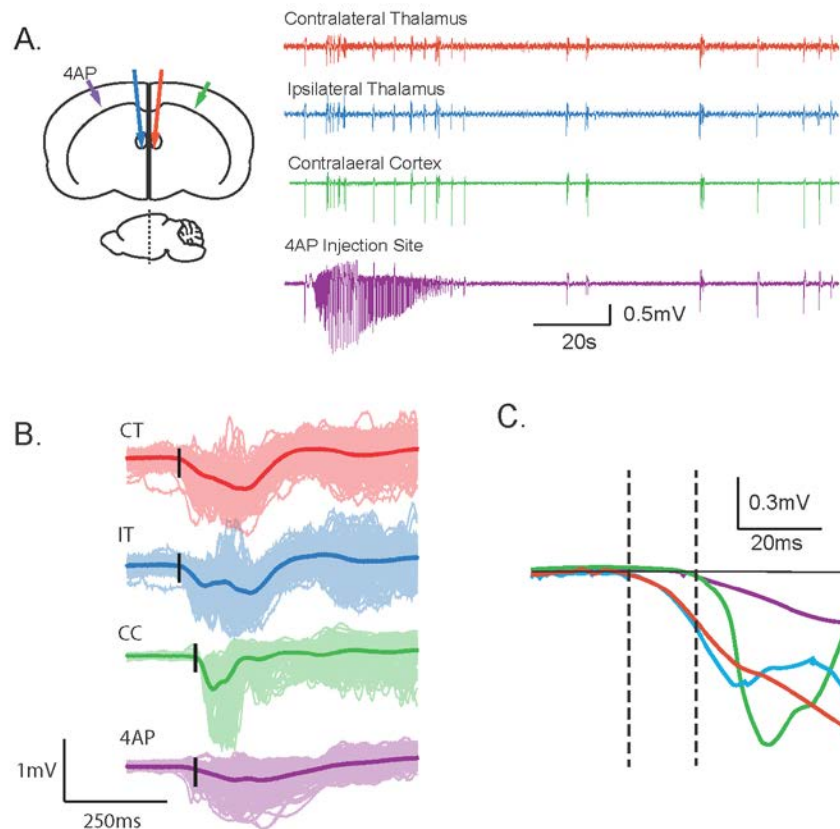 A.
4AP
Contralateral Thalamus
Ipsilateral Thalamus
Contralaeral Cortex
4AP Injection Site
0.5mV
20s
B.
CT
IT
CC
4AP
1mV
250ms
C.
0.3mV
20ms